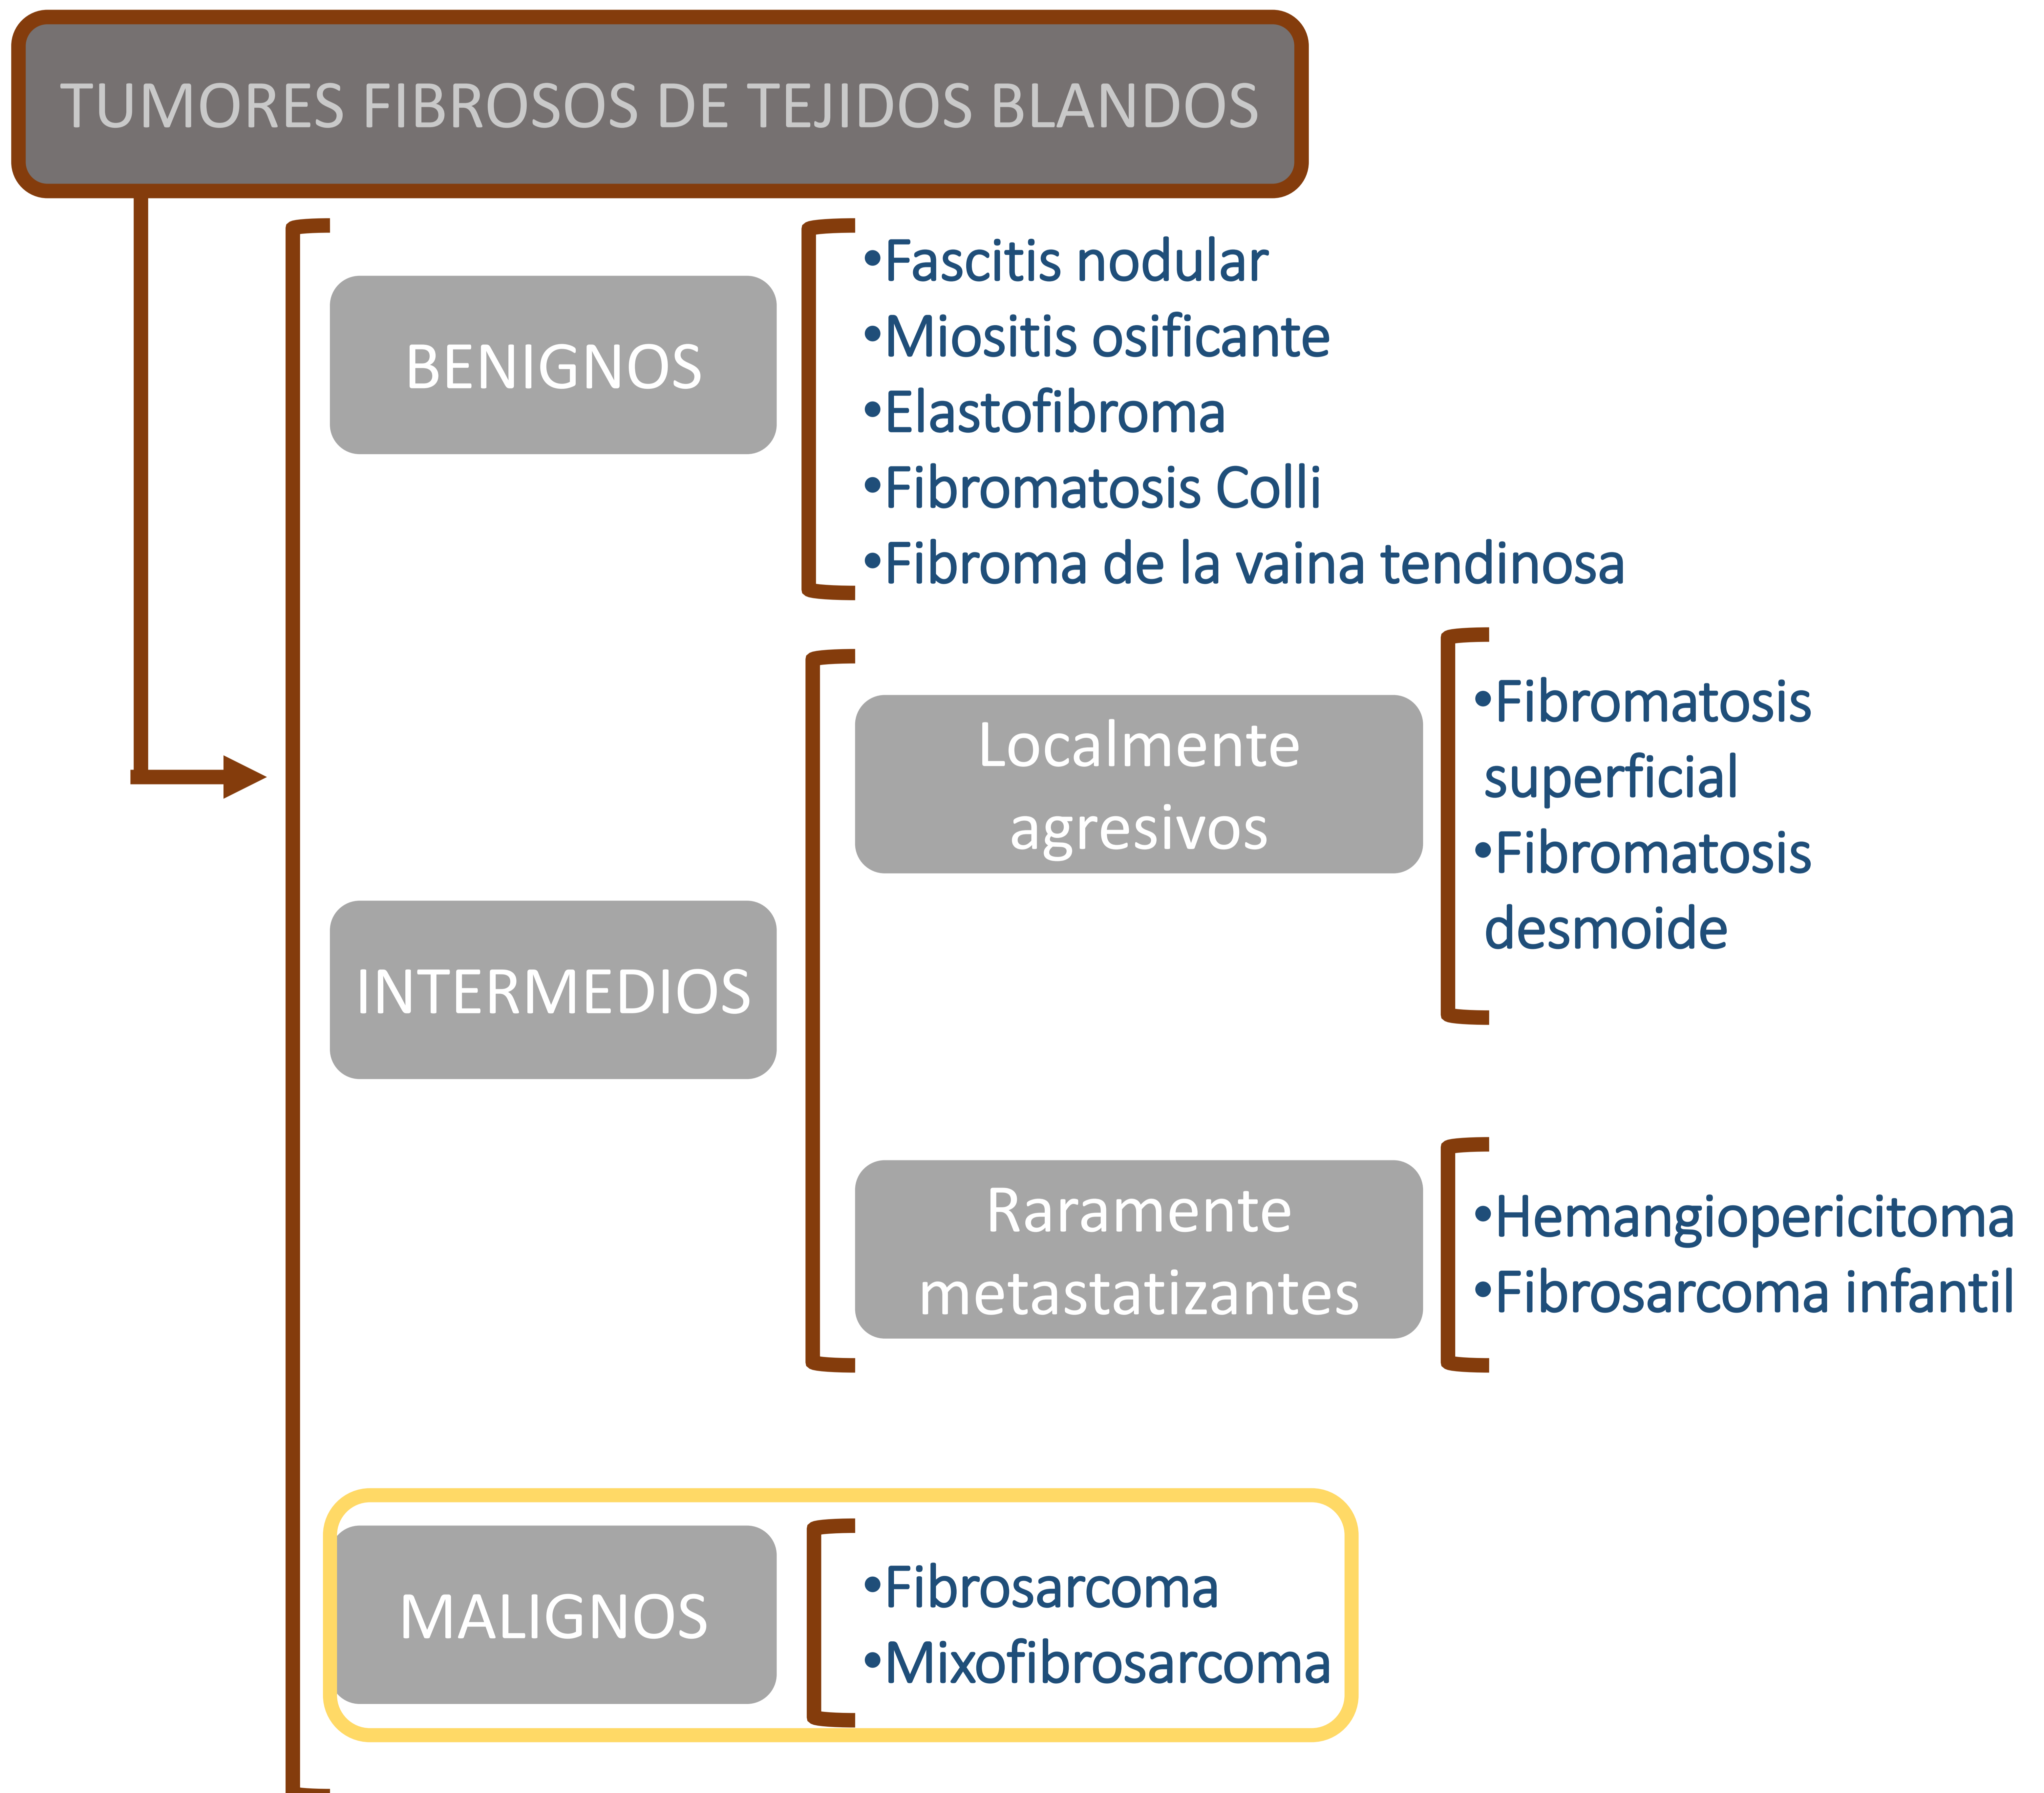 TUMORES FIBROSOS DE TEJIDOS BLANDOS
BENIGNOS
•Fascitis nodular
•Miositis osificante
•Elastofibroma
•Fibromatosis Colli
•Fibroma de la vaina tendinosa
INTERMEDIOS
Localmente
agresivos
•Fibromatosis
superficial
•Fibromatosis
desmoide
Raramente
metastatizantes
•Hemangiopericitoma
•Fibrosarcoma infantil
MALIGNOS
•Fibrosarcoma
•Mixofibrosarcoma